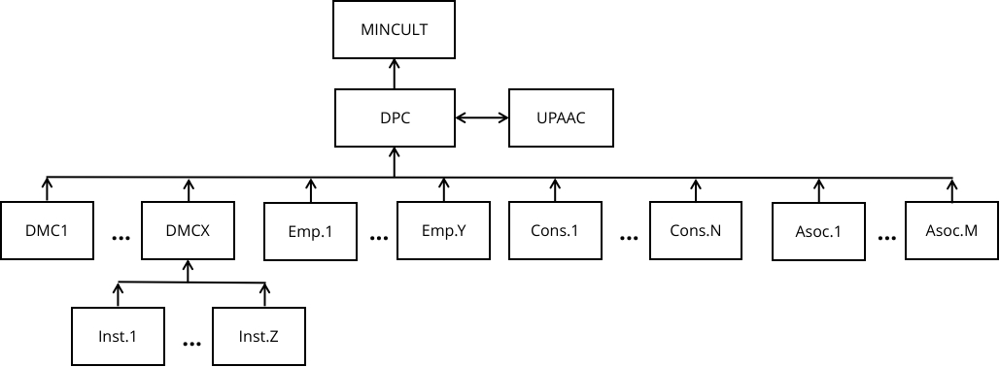 MINCULT
DPC
UPAAC
DMC1
...
DMCX
Emp.1
...
Emp.Y
Cons.1
...
Cons.N
Asoc.1
...
Asoc.M
Inst.1
...
Inst.Z